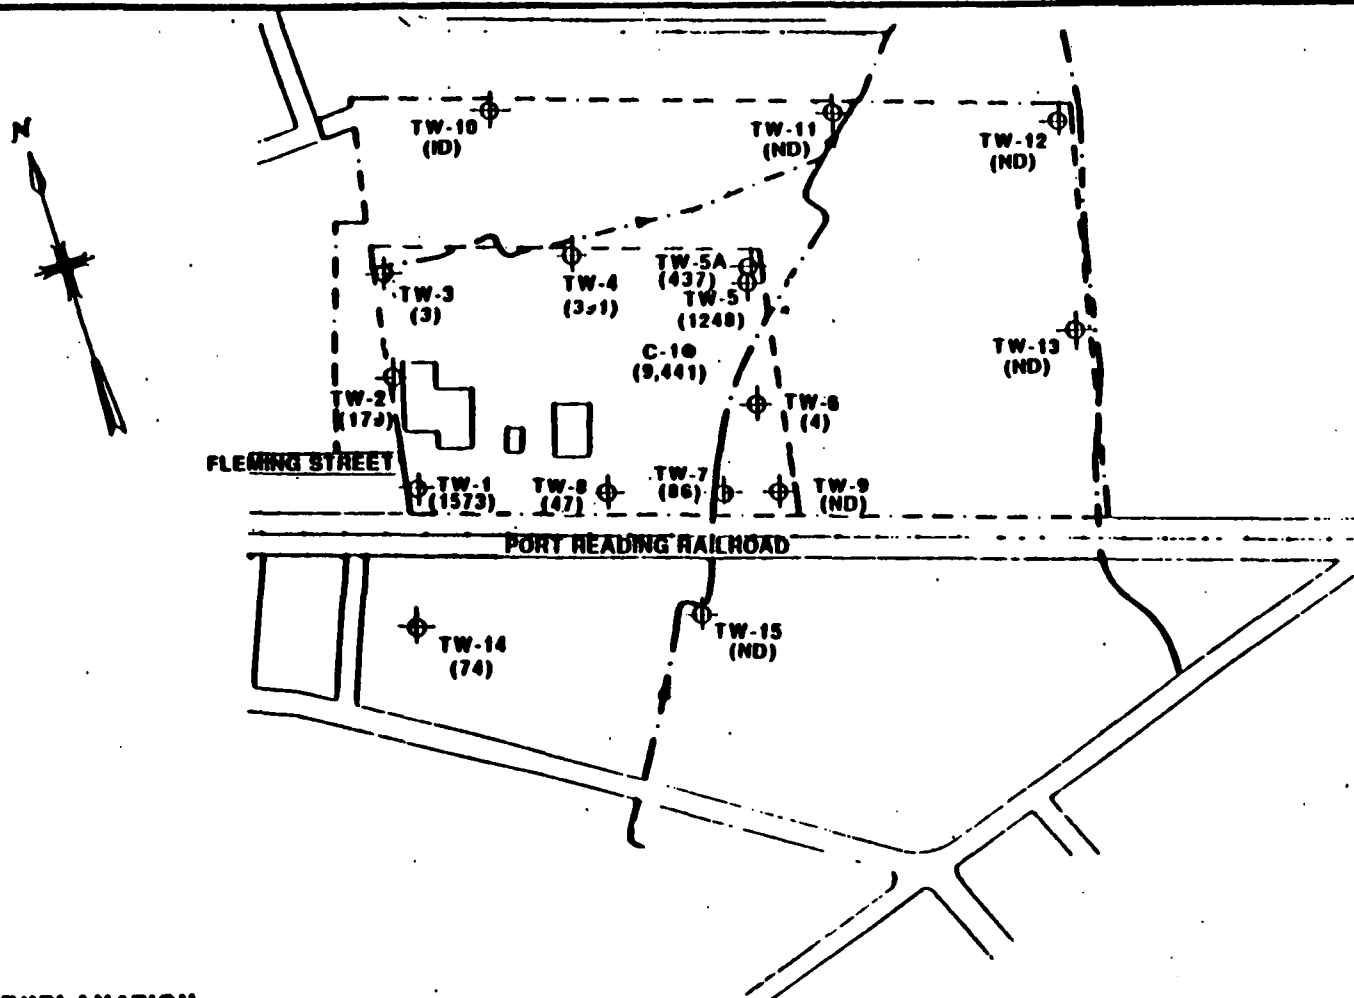 N
TW-10
(ID)
TW-11
(ND)
TW-12
(ND)
TW-3
(3)
TW-4
TW-5A
(437)
TW-5
(1248)
C-10
(9,441)
TW-13
(ND)
TW-2
TW-6
(4)
FLEMING STREET
TW-1
(1573)
TW-8
(47)
TW-7
(86)
TW-9
(ND)
PORT READING RAILROAD
TW-14
(74)
TW-15
(ND)